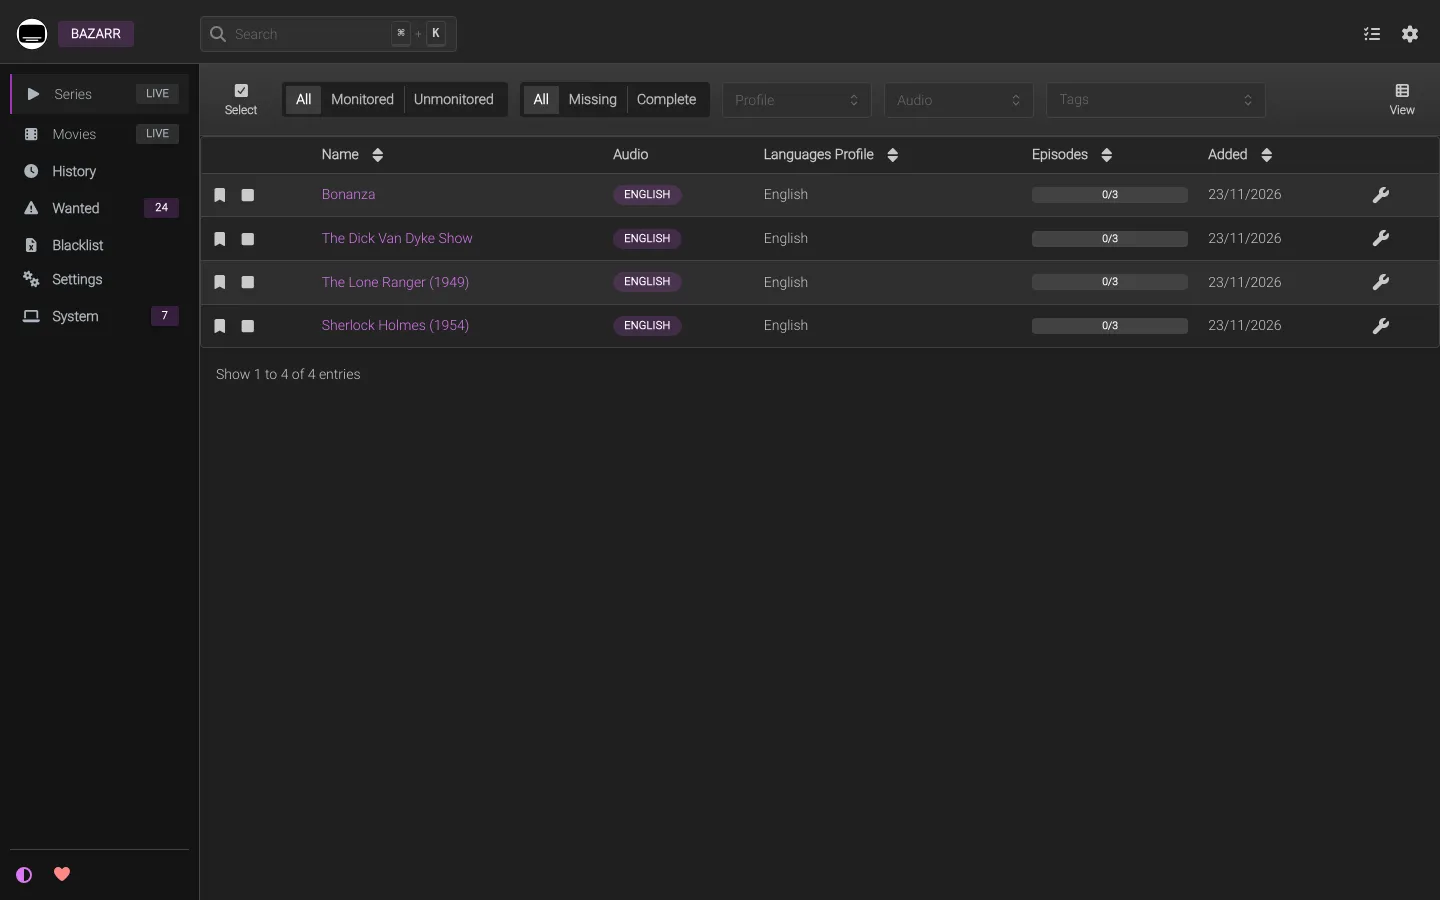 BAZARR
Search ⌘ + K
Series LIVE
Movies LIVE
History
Wanted 24
Blacklist
Settings
System 7
Select
All Monitored Unmonitored
All Missing Complete
Profile
Audio
Tags
View
Name Audio Languages Profile Episodes Added
Bonanza ENGLISH English 0/3 23/11/2026
The Dick Van Dyke Show ENGLISH English 0/3 23/11/2026
The Lone Ranger (1949) ENGLISH English 0/3 23/11/2026
Sherlock Holmes (1954) ENGLISH English 0/3 23/11/2026
Show 1 to 4 of 4 entries